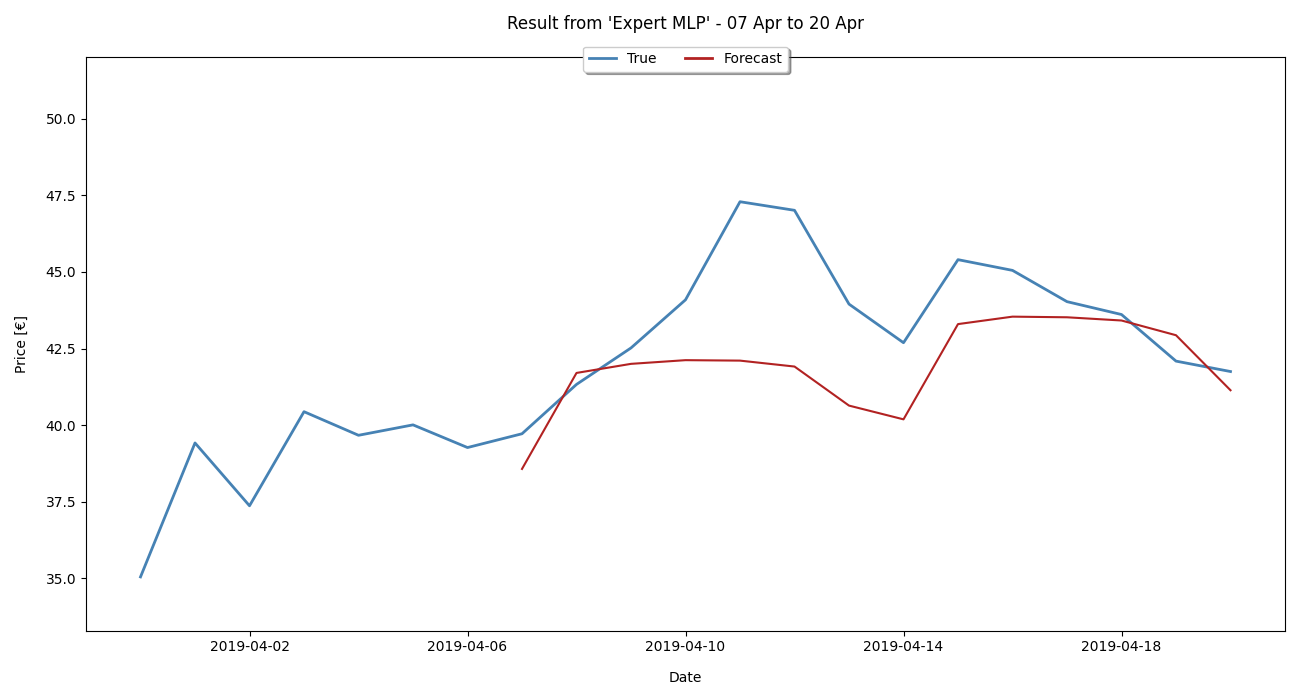 Result from 'Expert MLP' - 07 Apr to 20 Apr
True Forecast
50.0
47.5
45.0
42.5
40.0
37.5
35.0
Price [€]
2019-04-02 2019-04-06 2019-04-10 2019-04-14 2019-04-18
Date